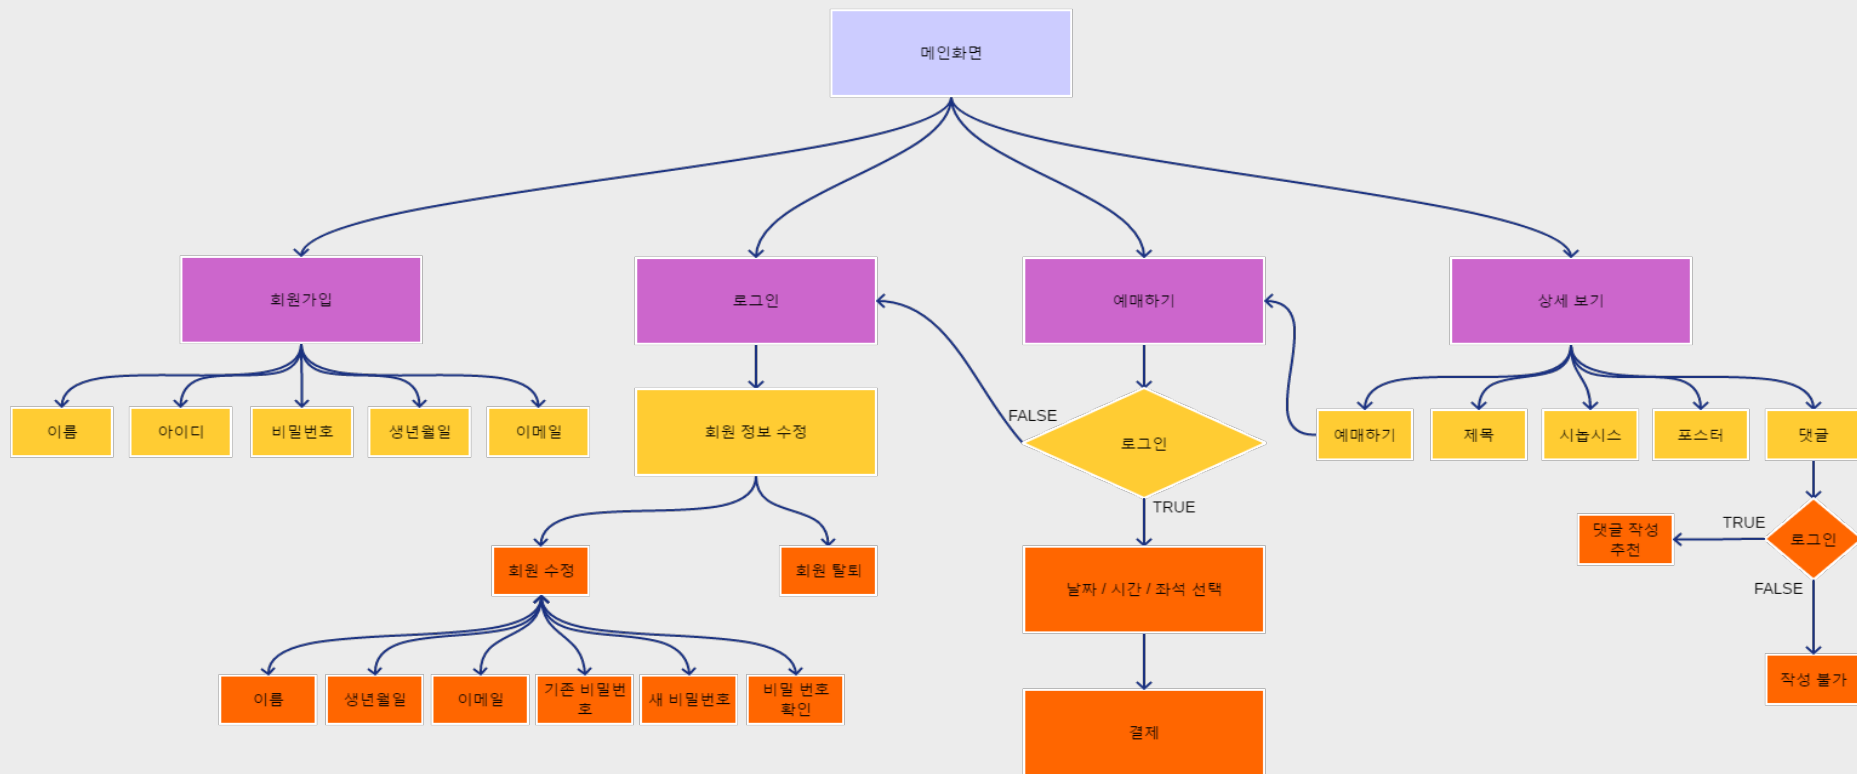 메인화면
회원가입
로그인
예매하기
상세 보기
FALSE
이름
아이디
비밀번호
생년월일
이메일
회원 정보 수정
로그인
예매하기
제목
시놉시스
포스터
댓글
TRUE
회원 수정
회원 탈퇴
날짜 / 시간 / 좌석 선택
댓글 작성
추천
TRUE
로그인
FALSE
이름
생년월일
이메일
기존 비밀번
호
새 비밀번호
비밀 번호
확인
결제
작성 불가